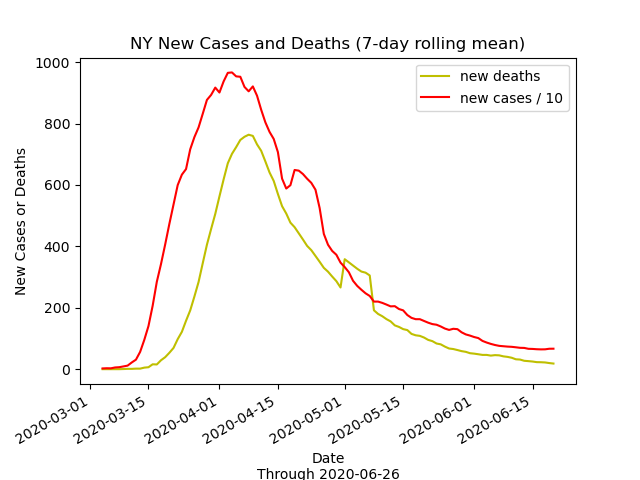 NY New Cases and Deaths (7-day rolling mean)
new deaths
new cases / 10
1000
800
600
400
200
0
New Cases or Deaths
2020-03-01
2020-03-15
2020-04-01
2020-04-15
2020-05-01
2020-05-15
2020-06-01
2020-06-15
Date
Through 2020-06-26